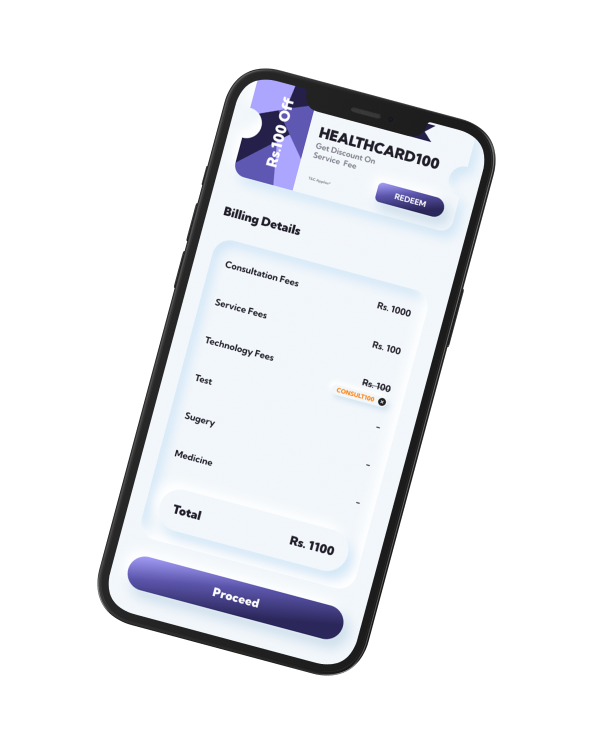 Rs.100 Off
HEALTHCARD100
Get Discount On
Service Fee
T&C Applies*
REDEEM
Billing Details
Consultation Fees
Rs. 1000
Service Fees
Rs. 100
Technology Fees
Rs. 100
CONSULT100
Test
-
Sugery
-
Medicine
-
Total
Rs. 1100
Proceed